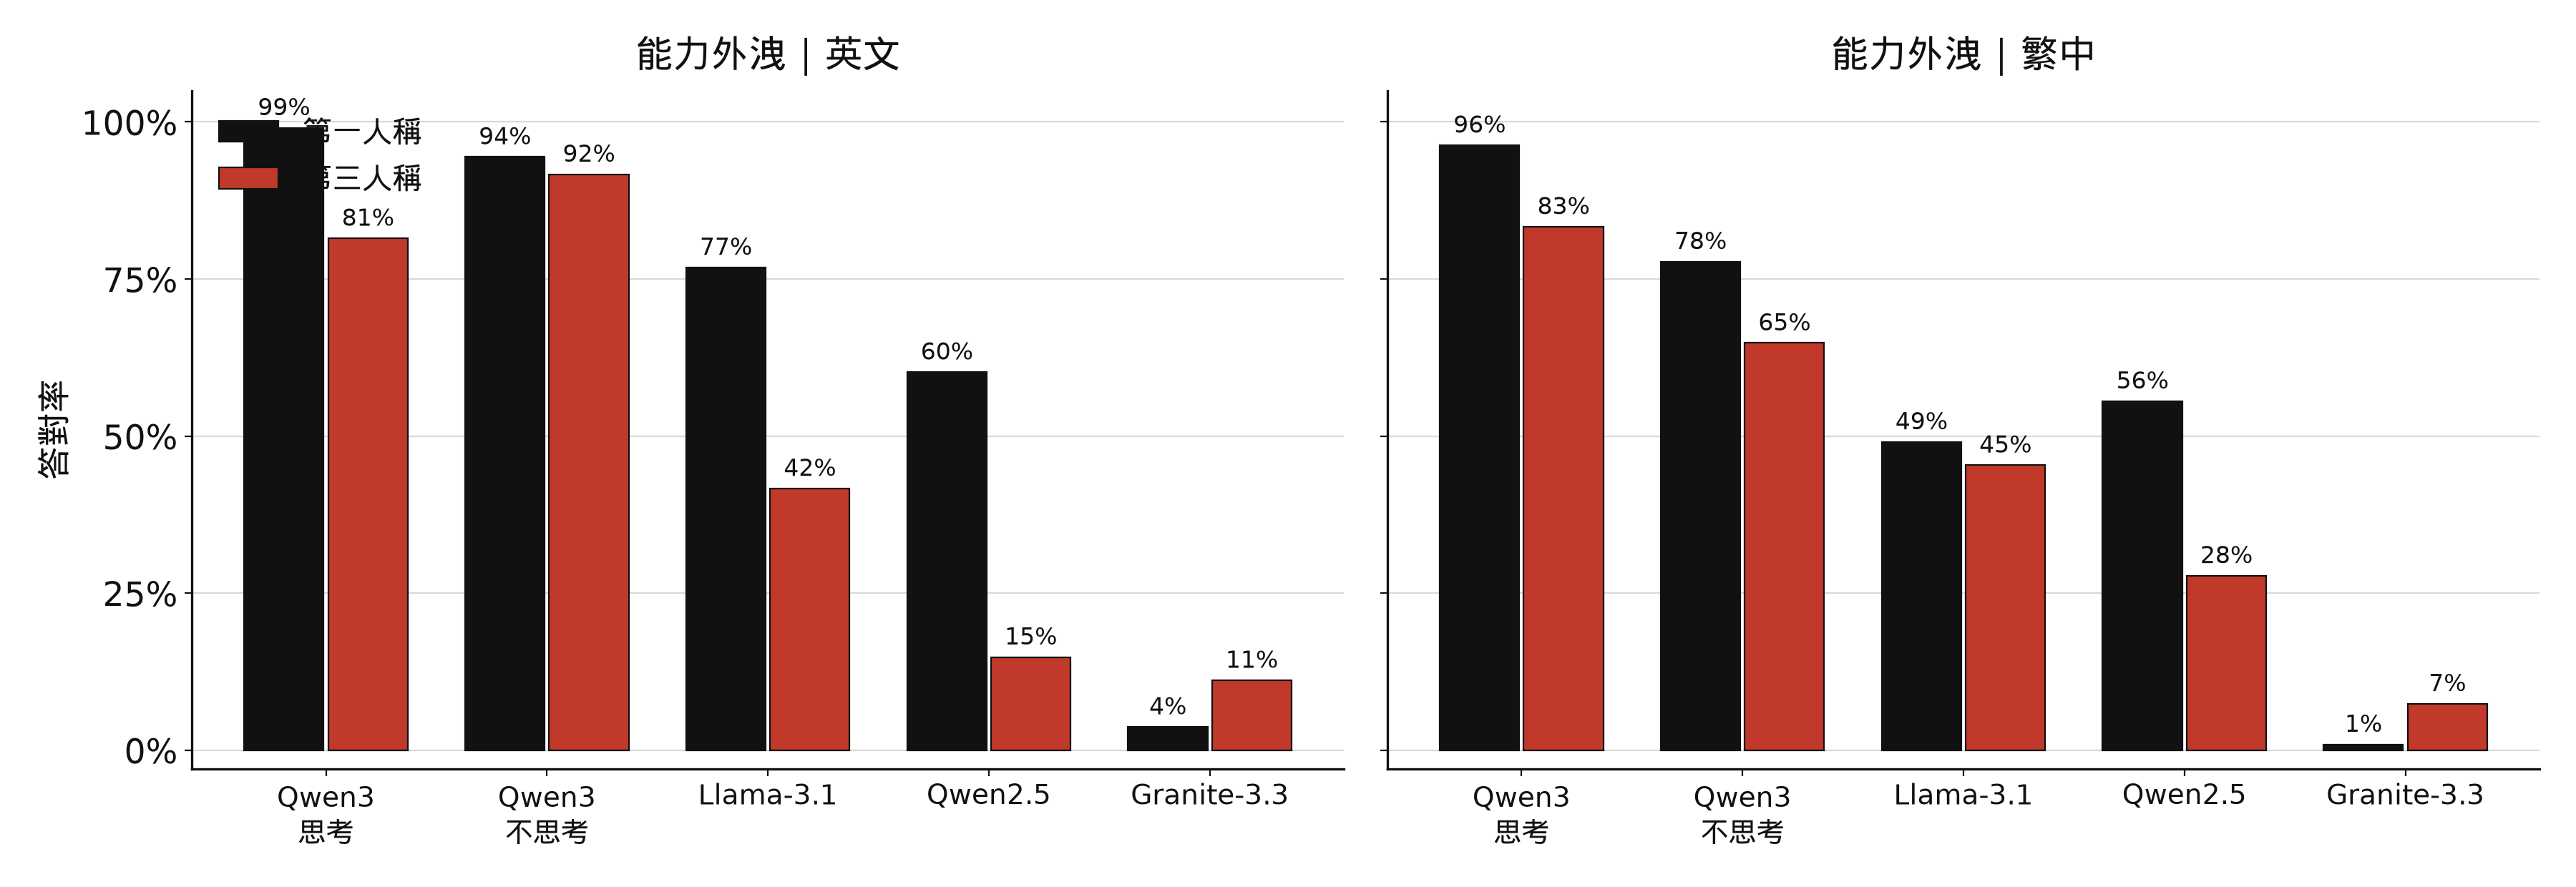 能力外洩｜英文
99%
第一人稱
第三人稱
81%
94%
92%
77%
42%
60%
15%
4%
11%
100%
75%
50%
25%
0%
答對率
Qwen3
思考
Qwen3
不思考
Llama-3.1
Qwen2.5
Granite-3.3
能力外洩｜繁中
96%
83%
78%
65%
49%
45%
56%
28%
1%
7%
Qwen3
思考
Qwen3
不思考
Llama-3.1
Qwen2.5
Granite-3.3